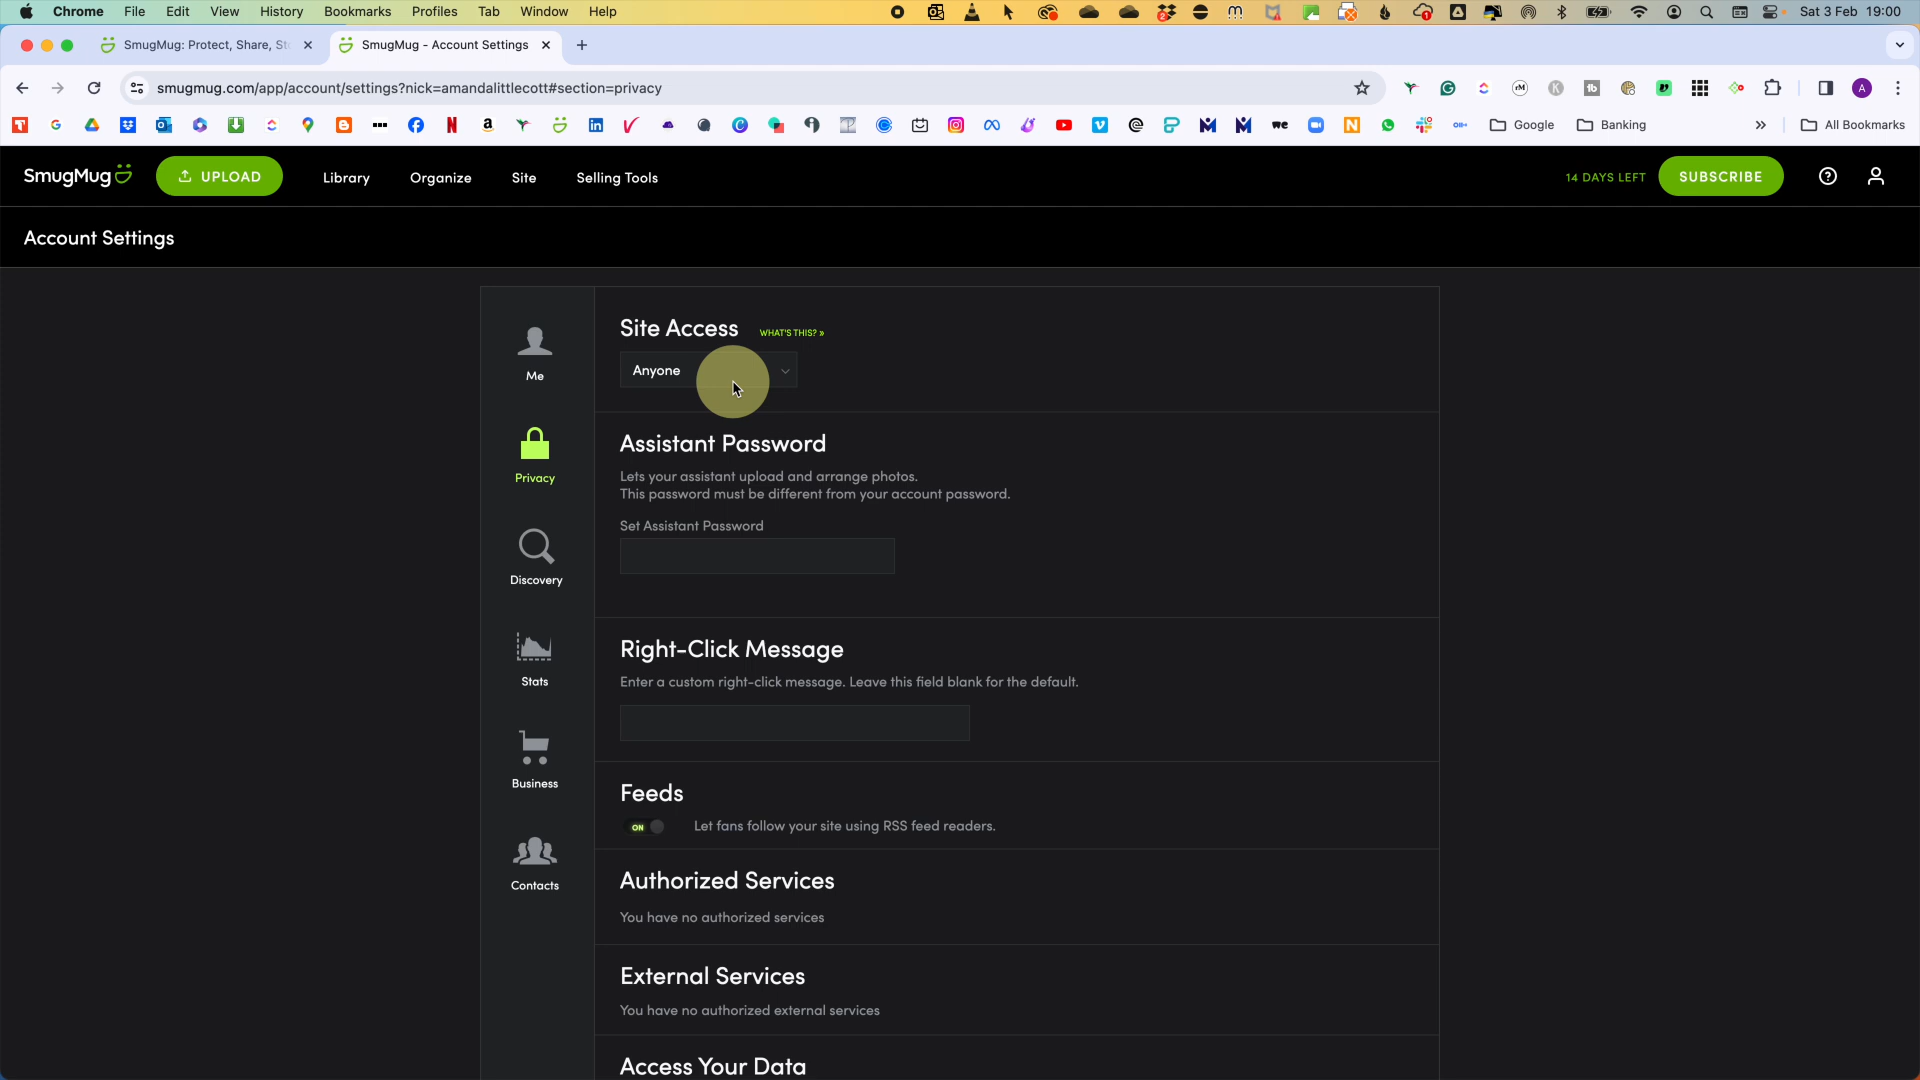 Chrome File Edit View History Bookmarks Profiles Tab Window Help Sat 3 Feb 19:00
SmugMug: Protect, Share, St SmugMug - Account Settings
smugmug.com/app/account/settings?nick=amandalittlecott#section=privacy
Google Banking All Bookmarks
SmugMug UPLOAD Library Organize Site Selling Tools 14 DAYS LEFT SUBSCRIBE
Account Settings
Site Access WHAT'S THIS? »
Anyone
Me
Privacy
Discovery
Stats
Business
Contacts
Assistant Password
Lets your assistant upload and arrange photos.
This password must be different from your account password.
Set Assistant Password
Right-Click Message
Enter a custom right-click message. Leave this field blank for the default.
Feeds
ON Let fans follow your site using RSS feed readers.
Authorized Services
You have no authorized services
External Services
You have no authorized external services
Access Your Data